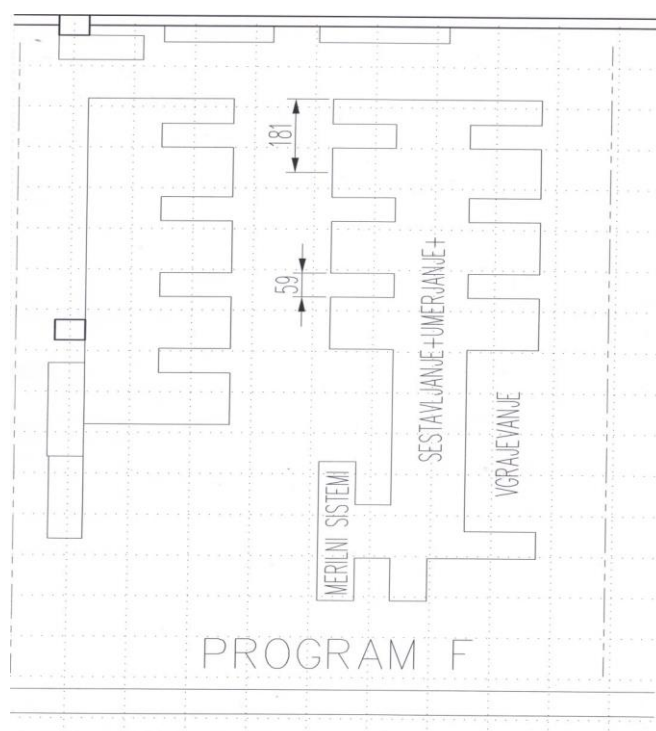 181
59
SESTAVLJANJE+UMERJANJE+
VGRAJEVANJE
MERILNI SISTEMI
PROGRAM F